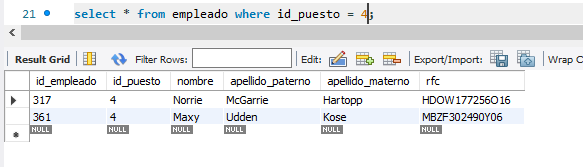 21 select * from empleado where id_puesto = 4;
Result Grid Filter Rows: Edit: Export/Import: Wrap C
id_empleado id_puesto nombre apellido_paterno apellido_materno rfc
317 4 Norrie McGarrie Hartopp HDOW177256O16
361 4 Maxy Udden Kose MBZF302490Y06
NULL NULL NULL NULL NULL NULL